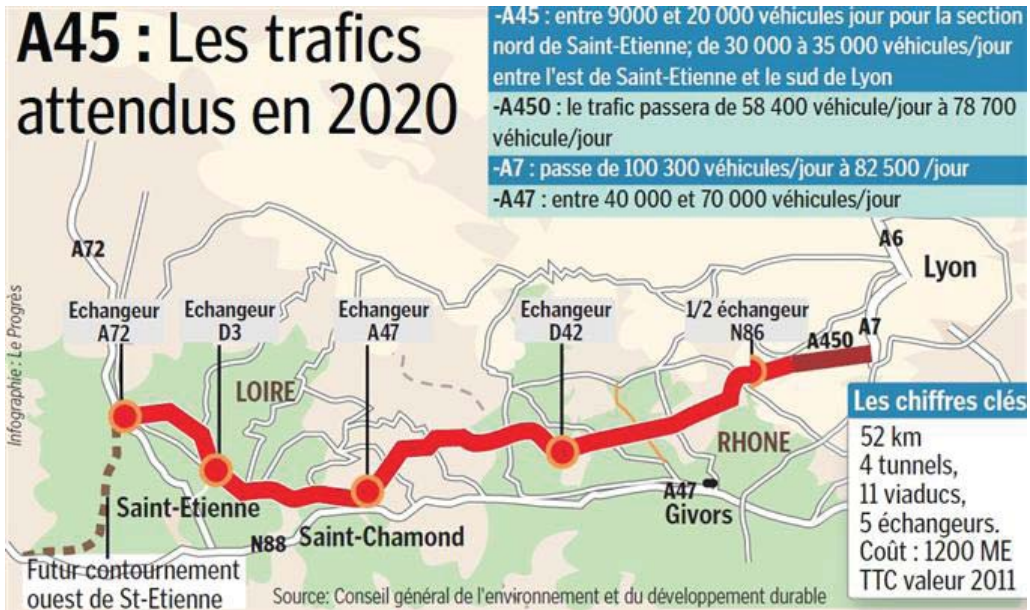 A45 : Les trafics
attendus en 2020
-A45 : entre 9000 et 20 000 véhicules jour pour la section
nord de Saint-Etienne; de 30 000 à 35 000 véhicules/jour
entre l'est de Saint-Etienne et le sud de Lyon
-A450 : le trafic passera de 58 400 véhicule/jour à 78 700
véhicule/jour
-A7 : passe de 100 300 véhicules/jour à 82 500 /jour
-A47 : entre 40 000 et 70 000 véhicules/jour
A72
A6
Lyon
Echangeur
A72
Echangeur
D3
Echangeur
A47
Echangeur
D42
1/2 échangeur
N86
A450
A7
Infographie : Le Progrès
LOIRE
RHONE
Saint-Etienne
Saint-Chamond
N88
A47
Givors
Futur contournement
ouest de St-Etienne
Les chiffres clés
52 km
4 tunnels,
11 viaducs,
5 échangeurs.
Coût : 1200 ME
TTC valeur 2011
Source: Conseil général de l'environnement et du développement durable